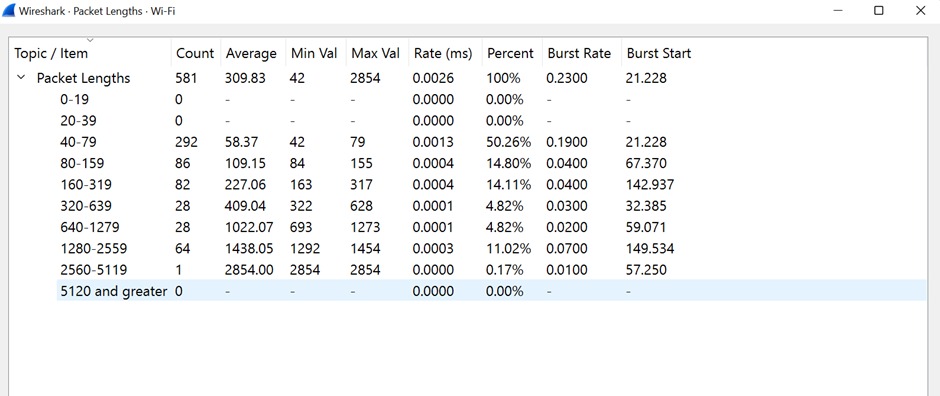 Wireshark · Packet Lengths · Wi-Fi
Topic / Item Count Average Min Val Max Val Rate (ms) Percent Burst Rate Burst Start
Packet Lengths 581 309.83 42 2854 0.0026 100% 0.2300 21.228
0-19 0 - - - 0.0000 0.00% - -
20-39 0 - - - 0.0000 0.00% - -
40-79 292 58.37 42 79 0.0013 50.26% 0.1900 21.228
80-159 86 109.15 84 155 0.0004 14.80% 0.0400 67.370
160-319 82 227.06 163 317 0.0004 14.11% 0.0400 142.937
320-639 28 409.04 322 628 0.0001 4.82% 0.0300 32.385
640-1279 28 1022.07 693 1273 0.0001 4.82% 0.0200 59.071
1280-2559 64 1438.05 1292 1454 0.0003 11.02% 0.0700 149.534
2560-5119 1 2854.00 2854 2854 0.0000 0.17% 0.0100 57.250
5120 and greater 0 - - - 0.0000 0.00% - -